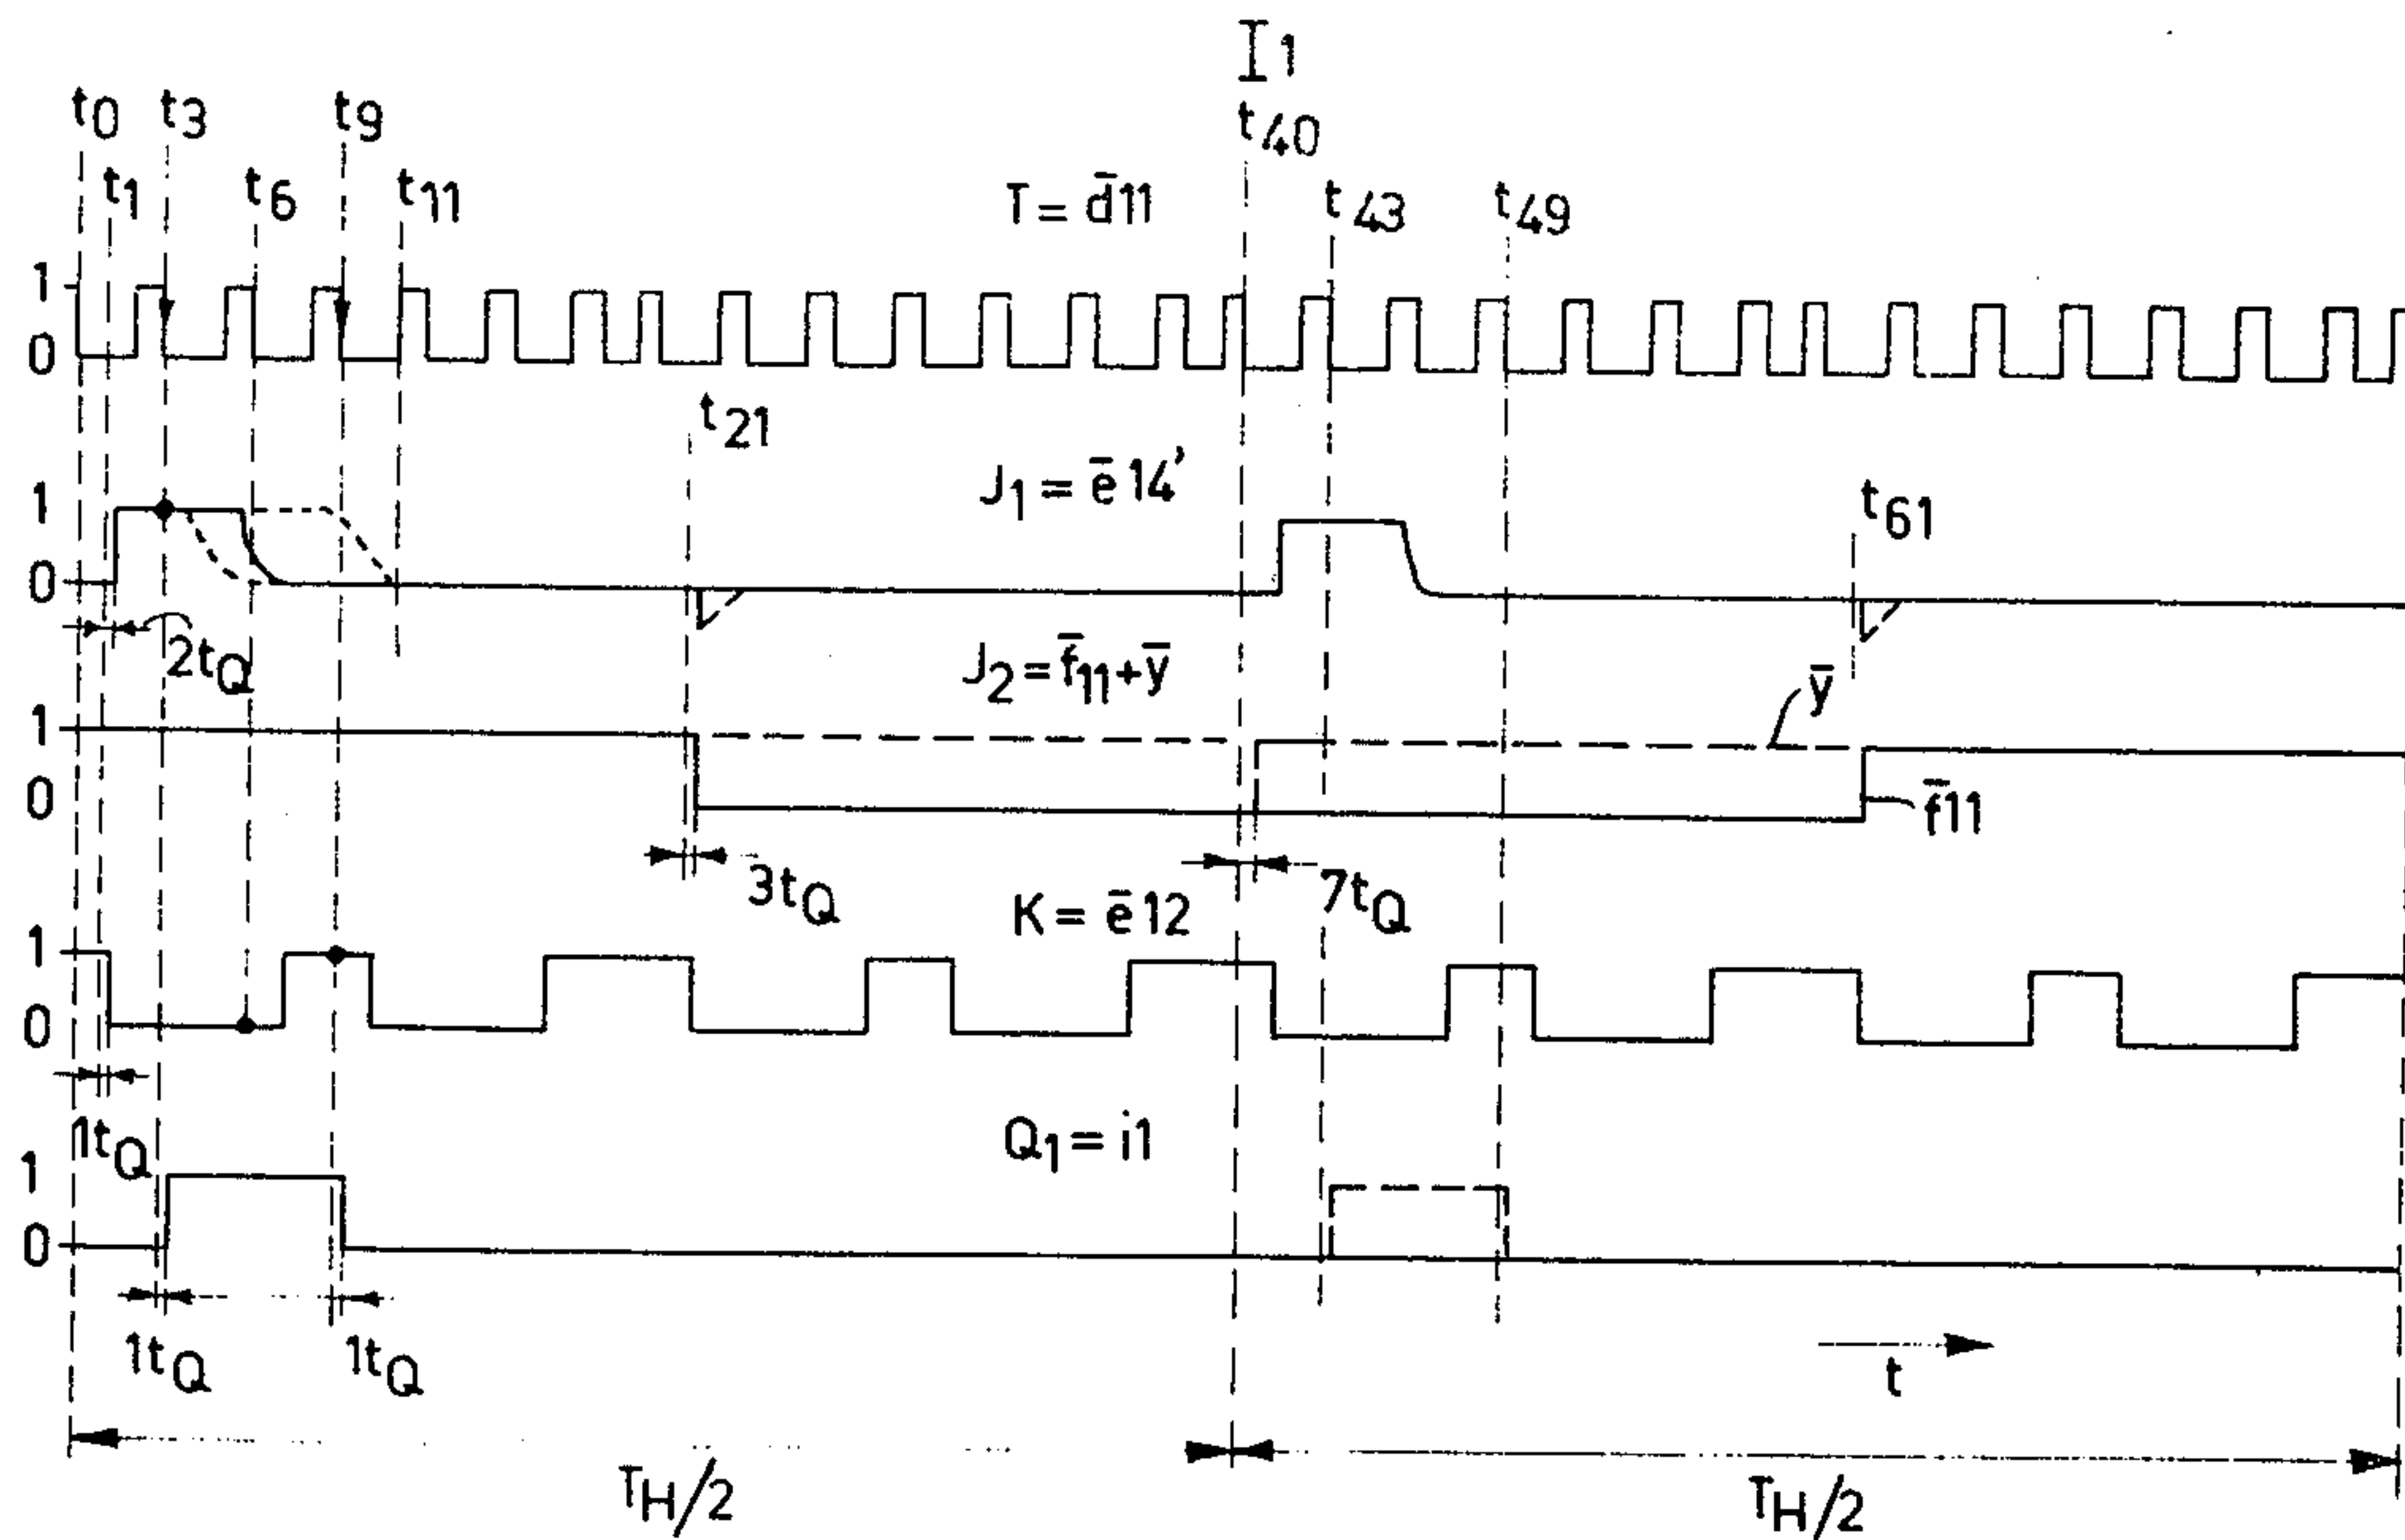 I1
t0 t3 t9 t40
t1 t6 t11 T = d̄11 t43 t49
1
0
t21
J1 = ē14'
t61
1
0
2tQ
J2 = f̄11 + ȳ
ȳ
1
0
f̄11
3tQ
7tQ
K = ē12
1
0
1tQ
Q1 = i1
1
0
1tQ 1tQ
t
TH/2 TH/2